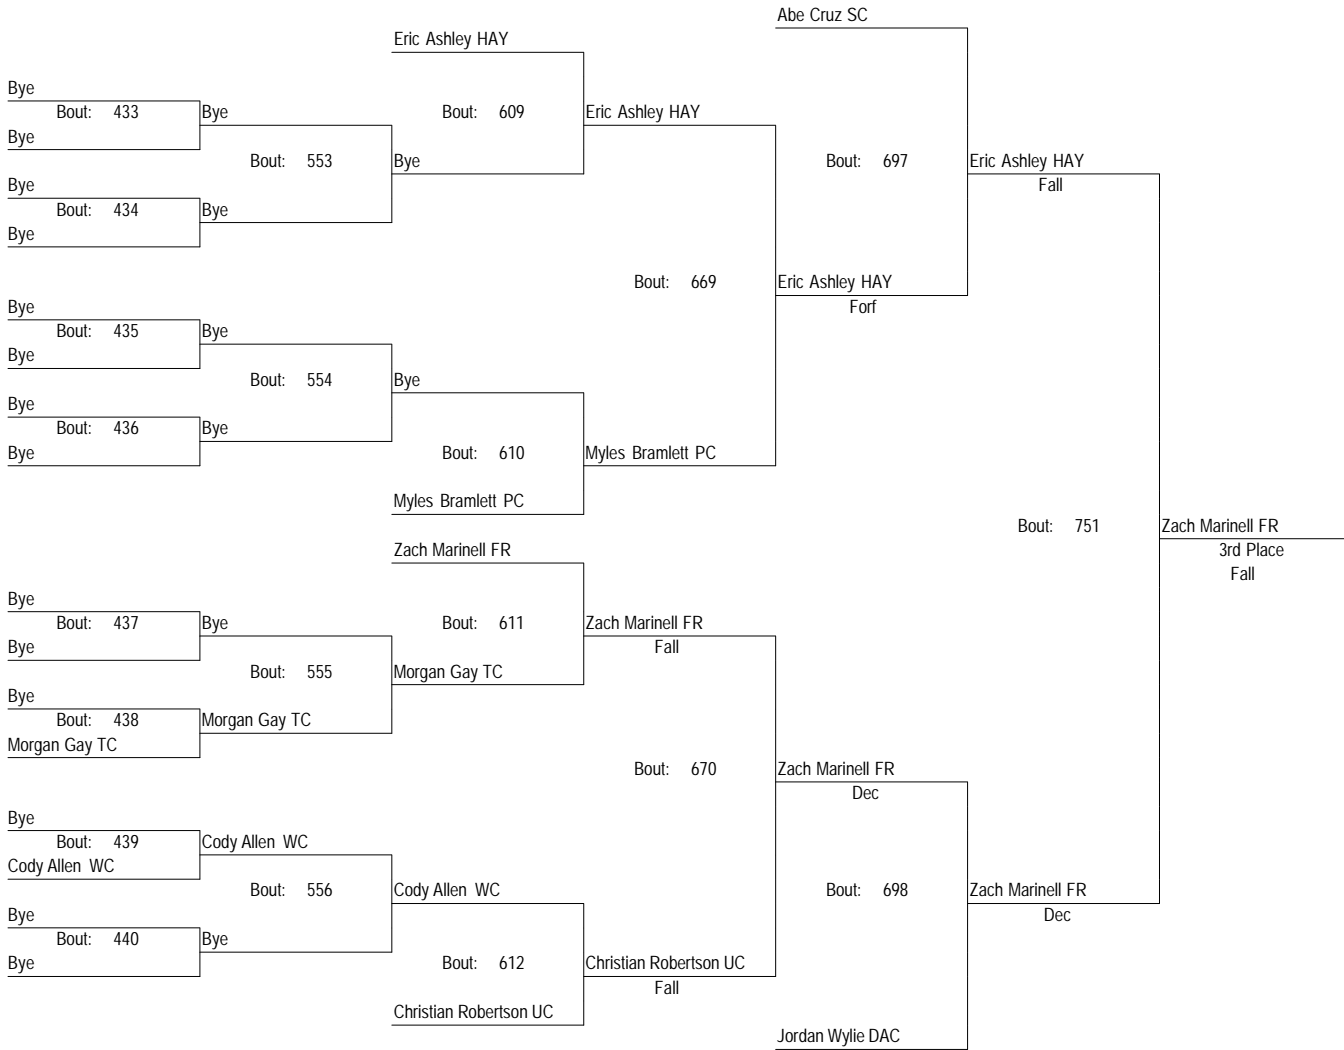 Abe Cruz SC
Eric Ashley HAY
Bye
Bout: 433 Bye Bout: 609 Eric Ashley HAY
Bye
Bout: 553 Bye Bout: 697 Eric Ashley HAY
Bye Fall
Bout: 434 Bye
Bye
Bout: 669 Eric Ashley HAY
Bye Forf
Bout: 435 Bye
Bye
Bout: 554 Bye
Bye
Bout: 436 Bye
Bye Bout: 610 Myles Bramlett PC
Myles Bramlett PC
Bout: 751 Zach Marinell FR
Zach Marinell FR 3rd Place
Fall
Bye
Bout: 437 Bye Bout: 611 Zach Marinell FR
Bye Fall
Bout: 555 Morgan Gay TC
Bye
Bout: 438 Morgan Gay TC
Morgan Gay TC
Bout: 670 Zach Marinell FR
Dec
Bye
Bout: 439 Cody Allen WC
Cody Allen WC
Bout: 556 Cody Allen WC Bout: 698 Zach Marinell FR
Bye Dec
Bout: 440 Bye
Bye Bout: 612 Christian Robertson UC
Fall
Christian Robertson UC
Jordan Wylie DAC